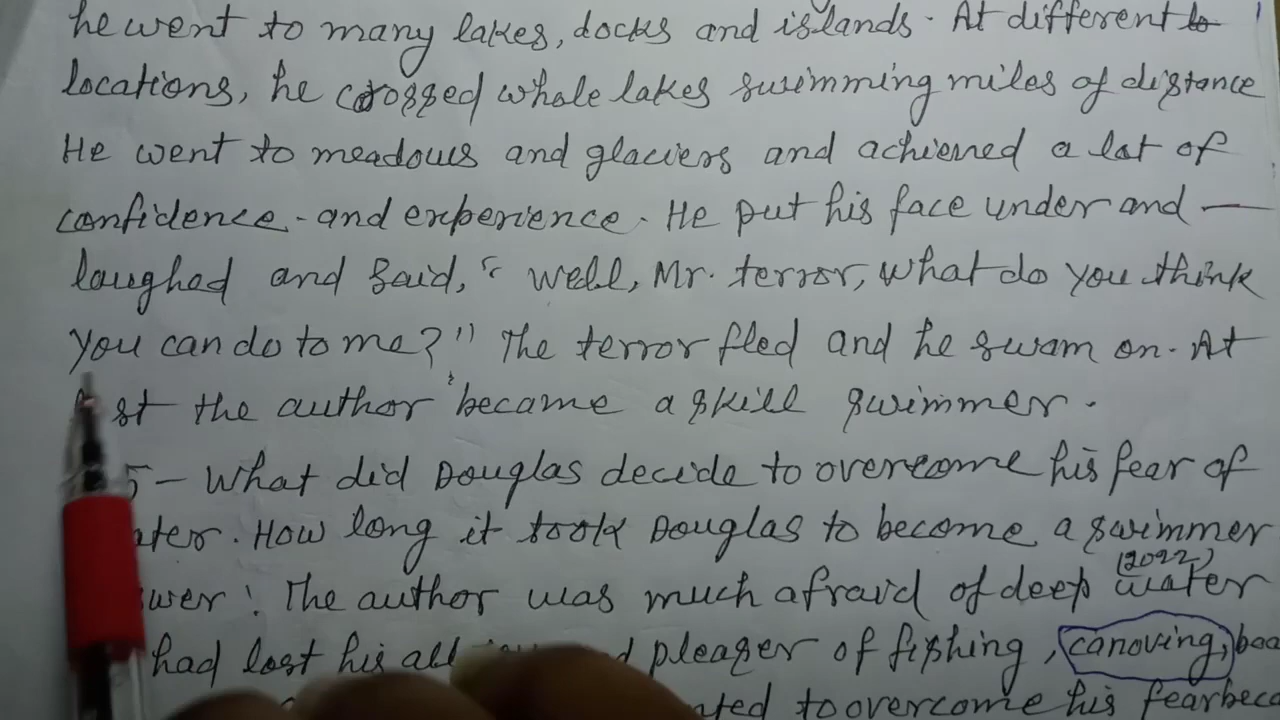 he went to many lakes, docks and islands. At different
locations, he crossed whole lakes swimming miles of distance
He went to meadows and glaciers and achieved a lot of
confidence and experience. He put his face under and —
laughed and said, " well, Mr. terror, what do you think
you can do to me?" The terror fled and he swam on. At
st the author became a skill swimmer.
5 - What did Douglas decide to overcome his fear of
ater. How long it took Douglas to become a swimmer
(2022)
wer: The author was much afraid of deep water
had lost his all pleazer of fishing, canoving, boa
nted to overcome his fear beca